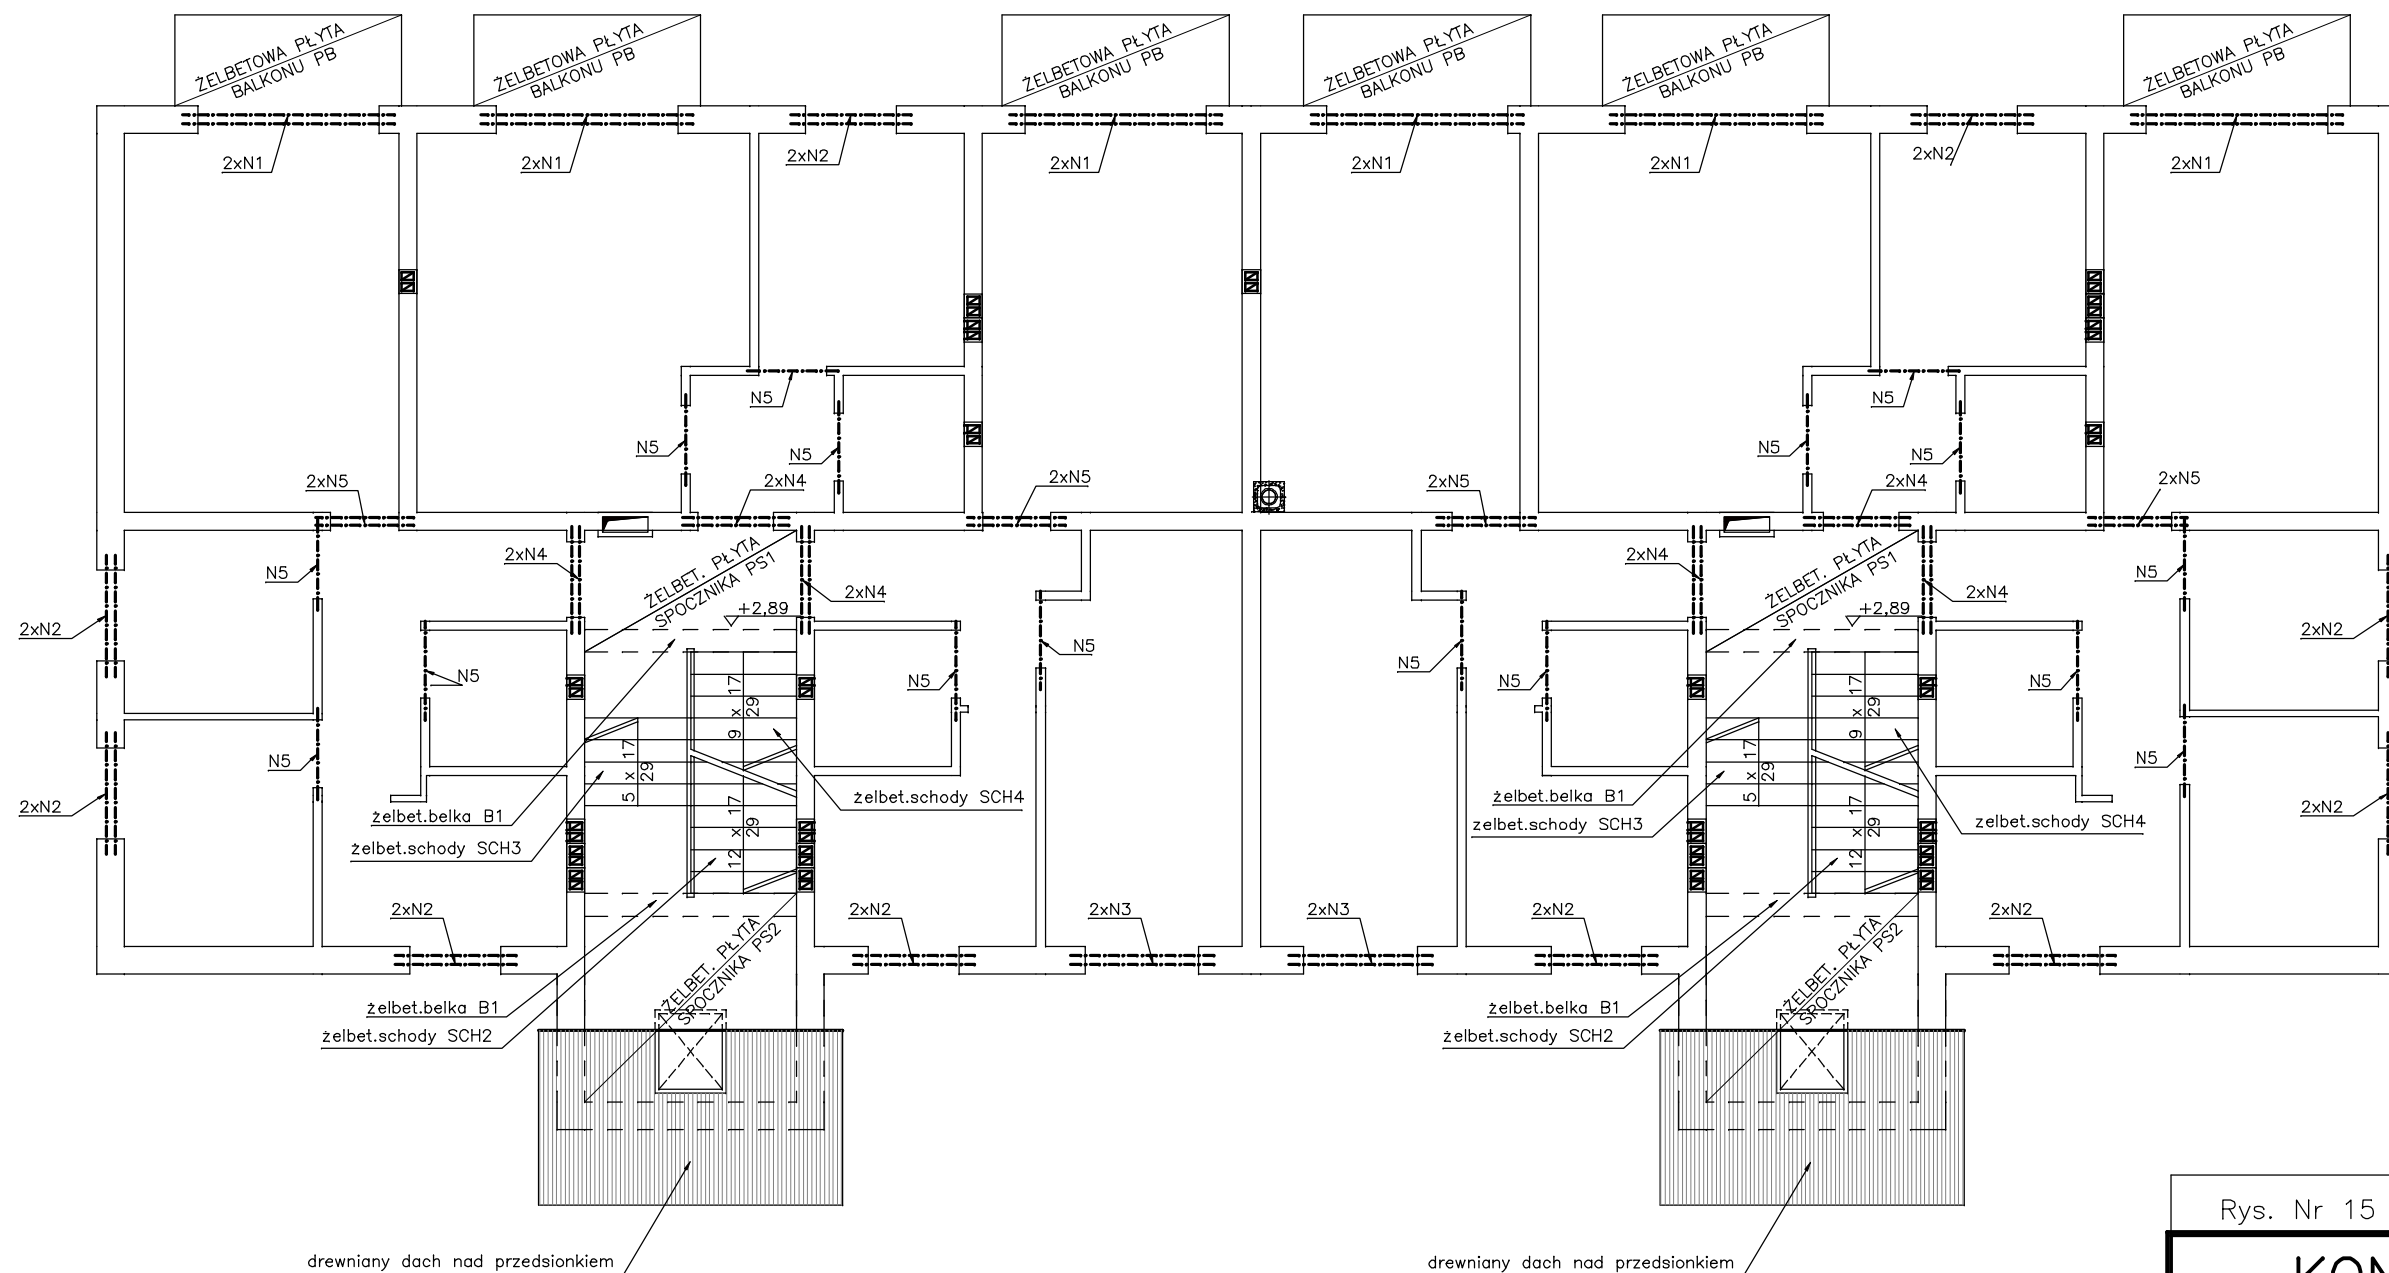 ŻELBETOWA PŁYTA
BALKONU PB
ŻELBETOWA PŁYTA
BALKONU PB
ŻELBETOWA PŁYTA
BALKONU PB
ŻELBETOWA PŁYTA
BALKONU PB
ŻELBETOWA PŁYTA
BALKONU PB
ŻELBETOWA PŁYTA
BALKONU PB
2xN1
2xN1
2xN2
2xN1
2xN1
2xN1
2xN2
2xN1
N5
N5
N5
N5
N5
N5
2xN5
2xN4
2xN5
2xN5
2xN4
2xN5
2xN4
2xN4
N5
ŻELBET. PŁYTA
SPOCZNIKA PS1
ŻELBET. PŁYTA
SPOCZNIKA PS1
N5
2xN4
2xN4
+2,89
+2,89
2xN2
2xN2
N5
N5
N5
N5
N5
N5
9 x 17
29
9 x 17
29
N5
N5
5 x 17
29
5 x 17
29
2xN2
2xN2
żelbet.belka B1
żelbet.schody SCH4
żelbet.belka B1
żelbet.schody SCH3
żelbet.schody SCH4
żelbet.schody SCH3
12 x 17
29
12 x 17
29
2xN2
2xN2
2xN3
2xN3
2xN2
2xN2
ŻELBET. PŁYTA
SPOCZNIKA PS2
ŻELBET. PŁYTA
SPOCZNIKA PS2
żelbet.belka B1
żelbet.belka B1
żelbet.schody SCH2
żelbet.schody SCH2
Rys. Nr 15
drewniany dach nad przedsionkiem
drewniany dach nad przedsionkiem
KON